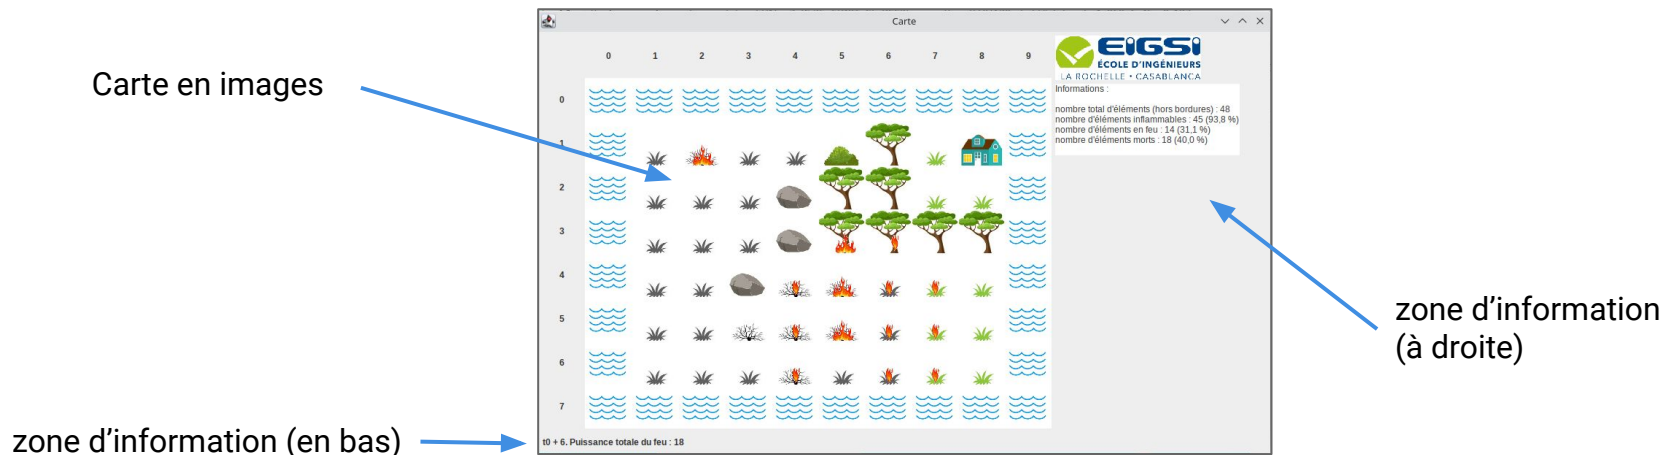 Carte
0 1 2 3 4 5 6 7 8 9
EIGSI
ÉCOLE D'INGÉNIEURS
LA ROCHELLE • CASABLANCA
Carte en images
Informations :
nombre total d'éléments (hors bordures) : 48
nombre d'éléments inflammables : 45 (93,8 %)
nombre d'éléments en feu : 14 (31,1 %)
nombre d'éléments morts : 18 (40,0 %)
0
1
2
3
4
5
6
7
zone d'information
(à droite)
zone d'information (en bas)
t0 + 6. Puissance totale du feu : 18